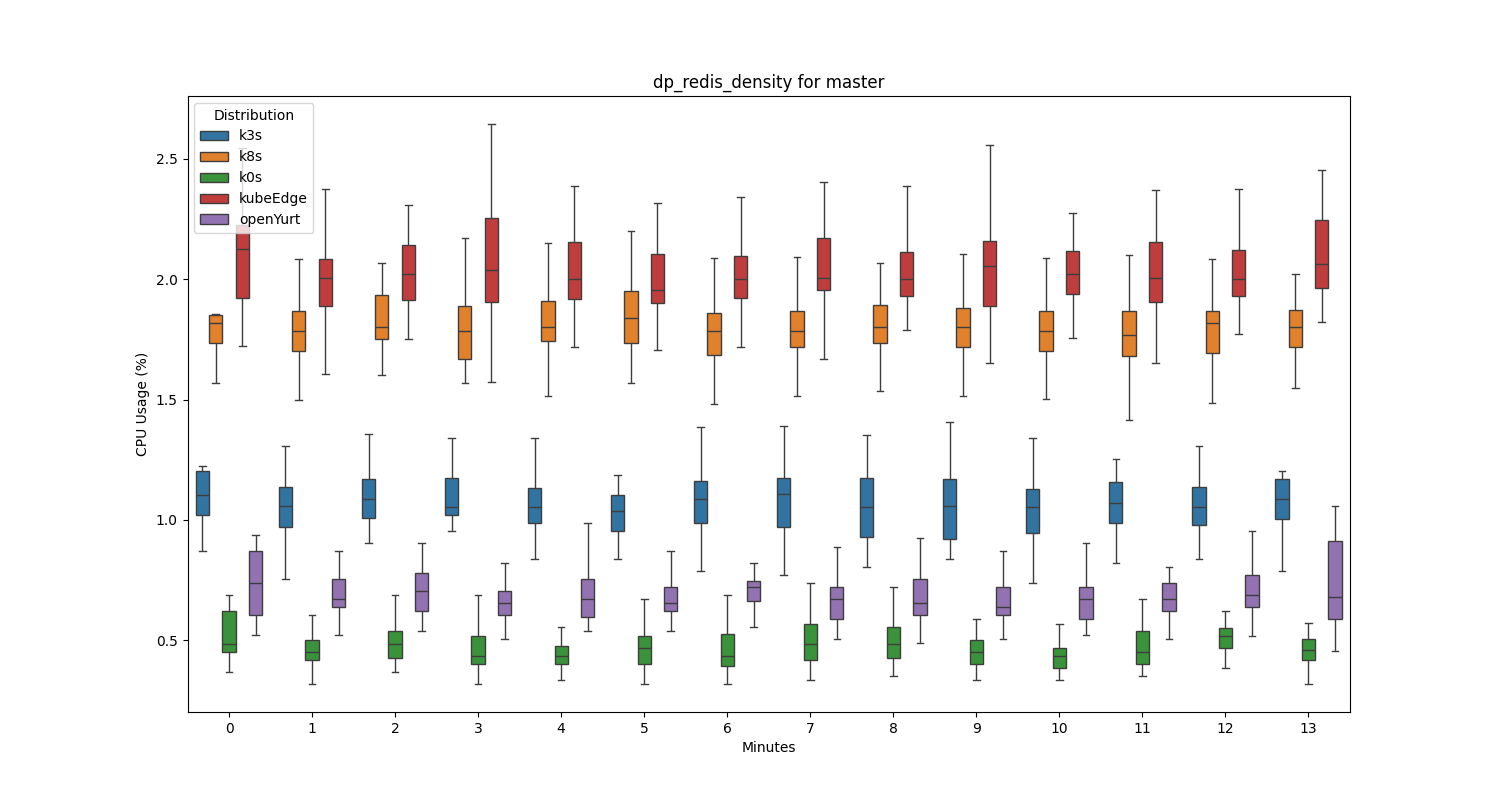 dp_redis_density for master
Distribution
k3s
k8s
k0s
kubeEdge
openYurt
CPU Usage (%)
2.5
2.0
1.5
1.0
0.5
0 1 2 3 4 5 6 7 8 9 10 11 12 13
Minutes